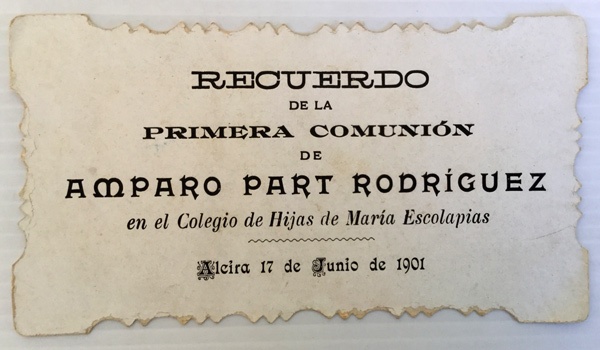 RECUERDO
DE LA
PRIMERA COMUNIÓN
DE
AMPARO PART RODRÍGUEZ
en el Colegio de Hijas de María Escolapias
Alcira 17 de Junio de 1901